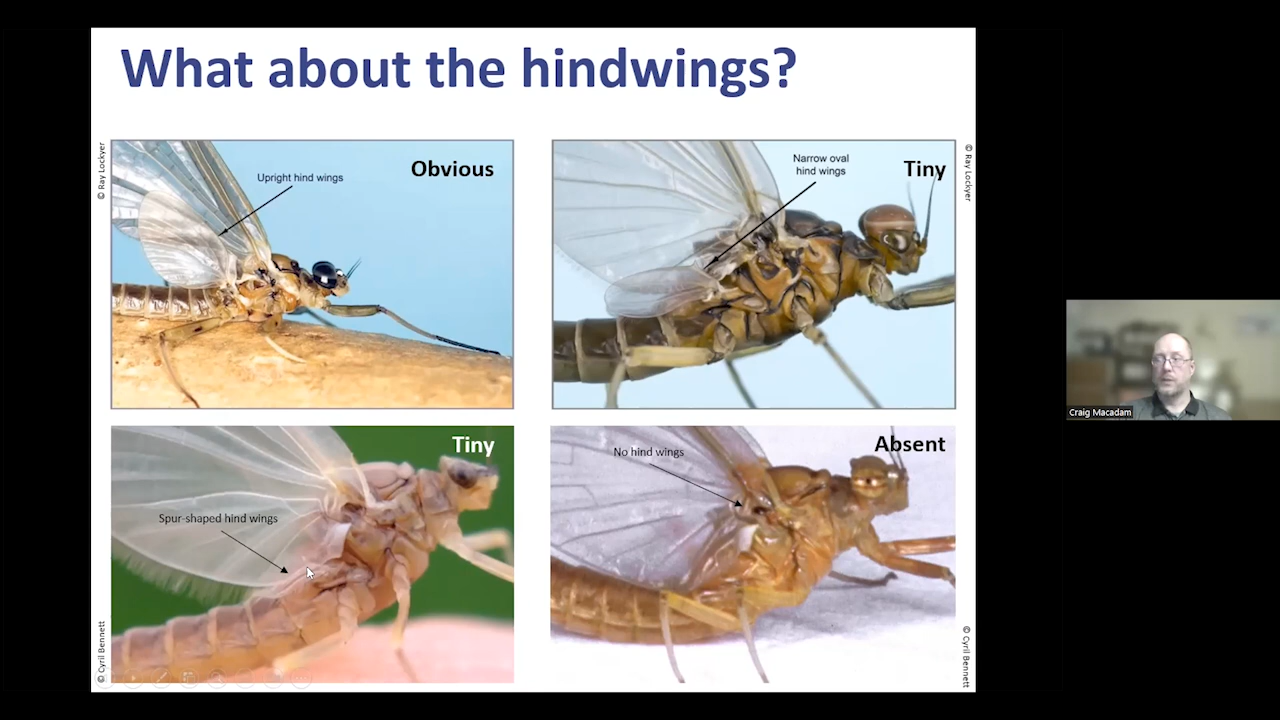 What about the hindwings?
© Ray Lockyer
Upright hind wings
Obvious
Narrow oval
hind wings
Tiny
© Ray Lockyer
Tiny
Spur-shaped hind wings
© Cyril Bennett
No hind wings
Absent
© Cyril Bennett
Craig Macadam